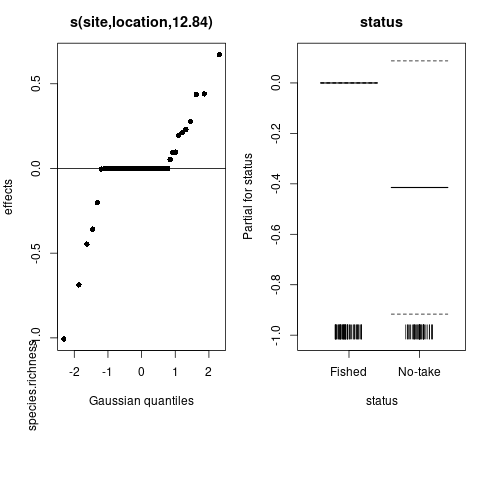 s(site,location,12.84)
effects
0.5
0.0
-0.5
-1.0
-2
-1
0
1
2
Gaussian quantiles
species.richness
status
Partial for status
0.0
-0.2
-0.4
-0.6
-0.8
-1.0
Fished
No-take
status